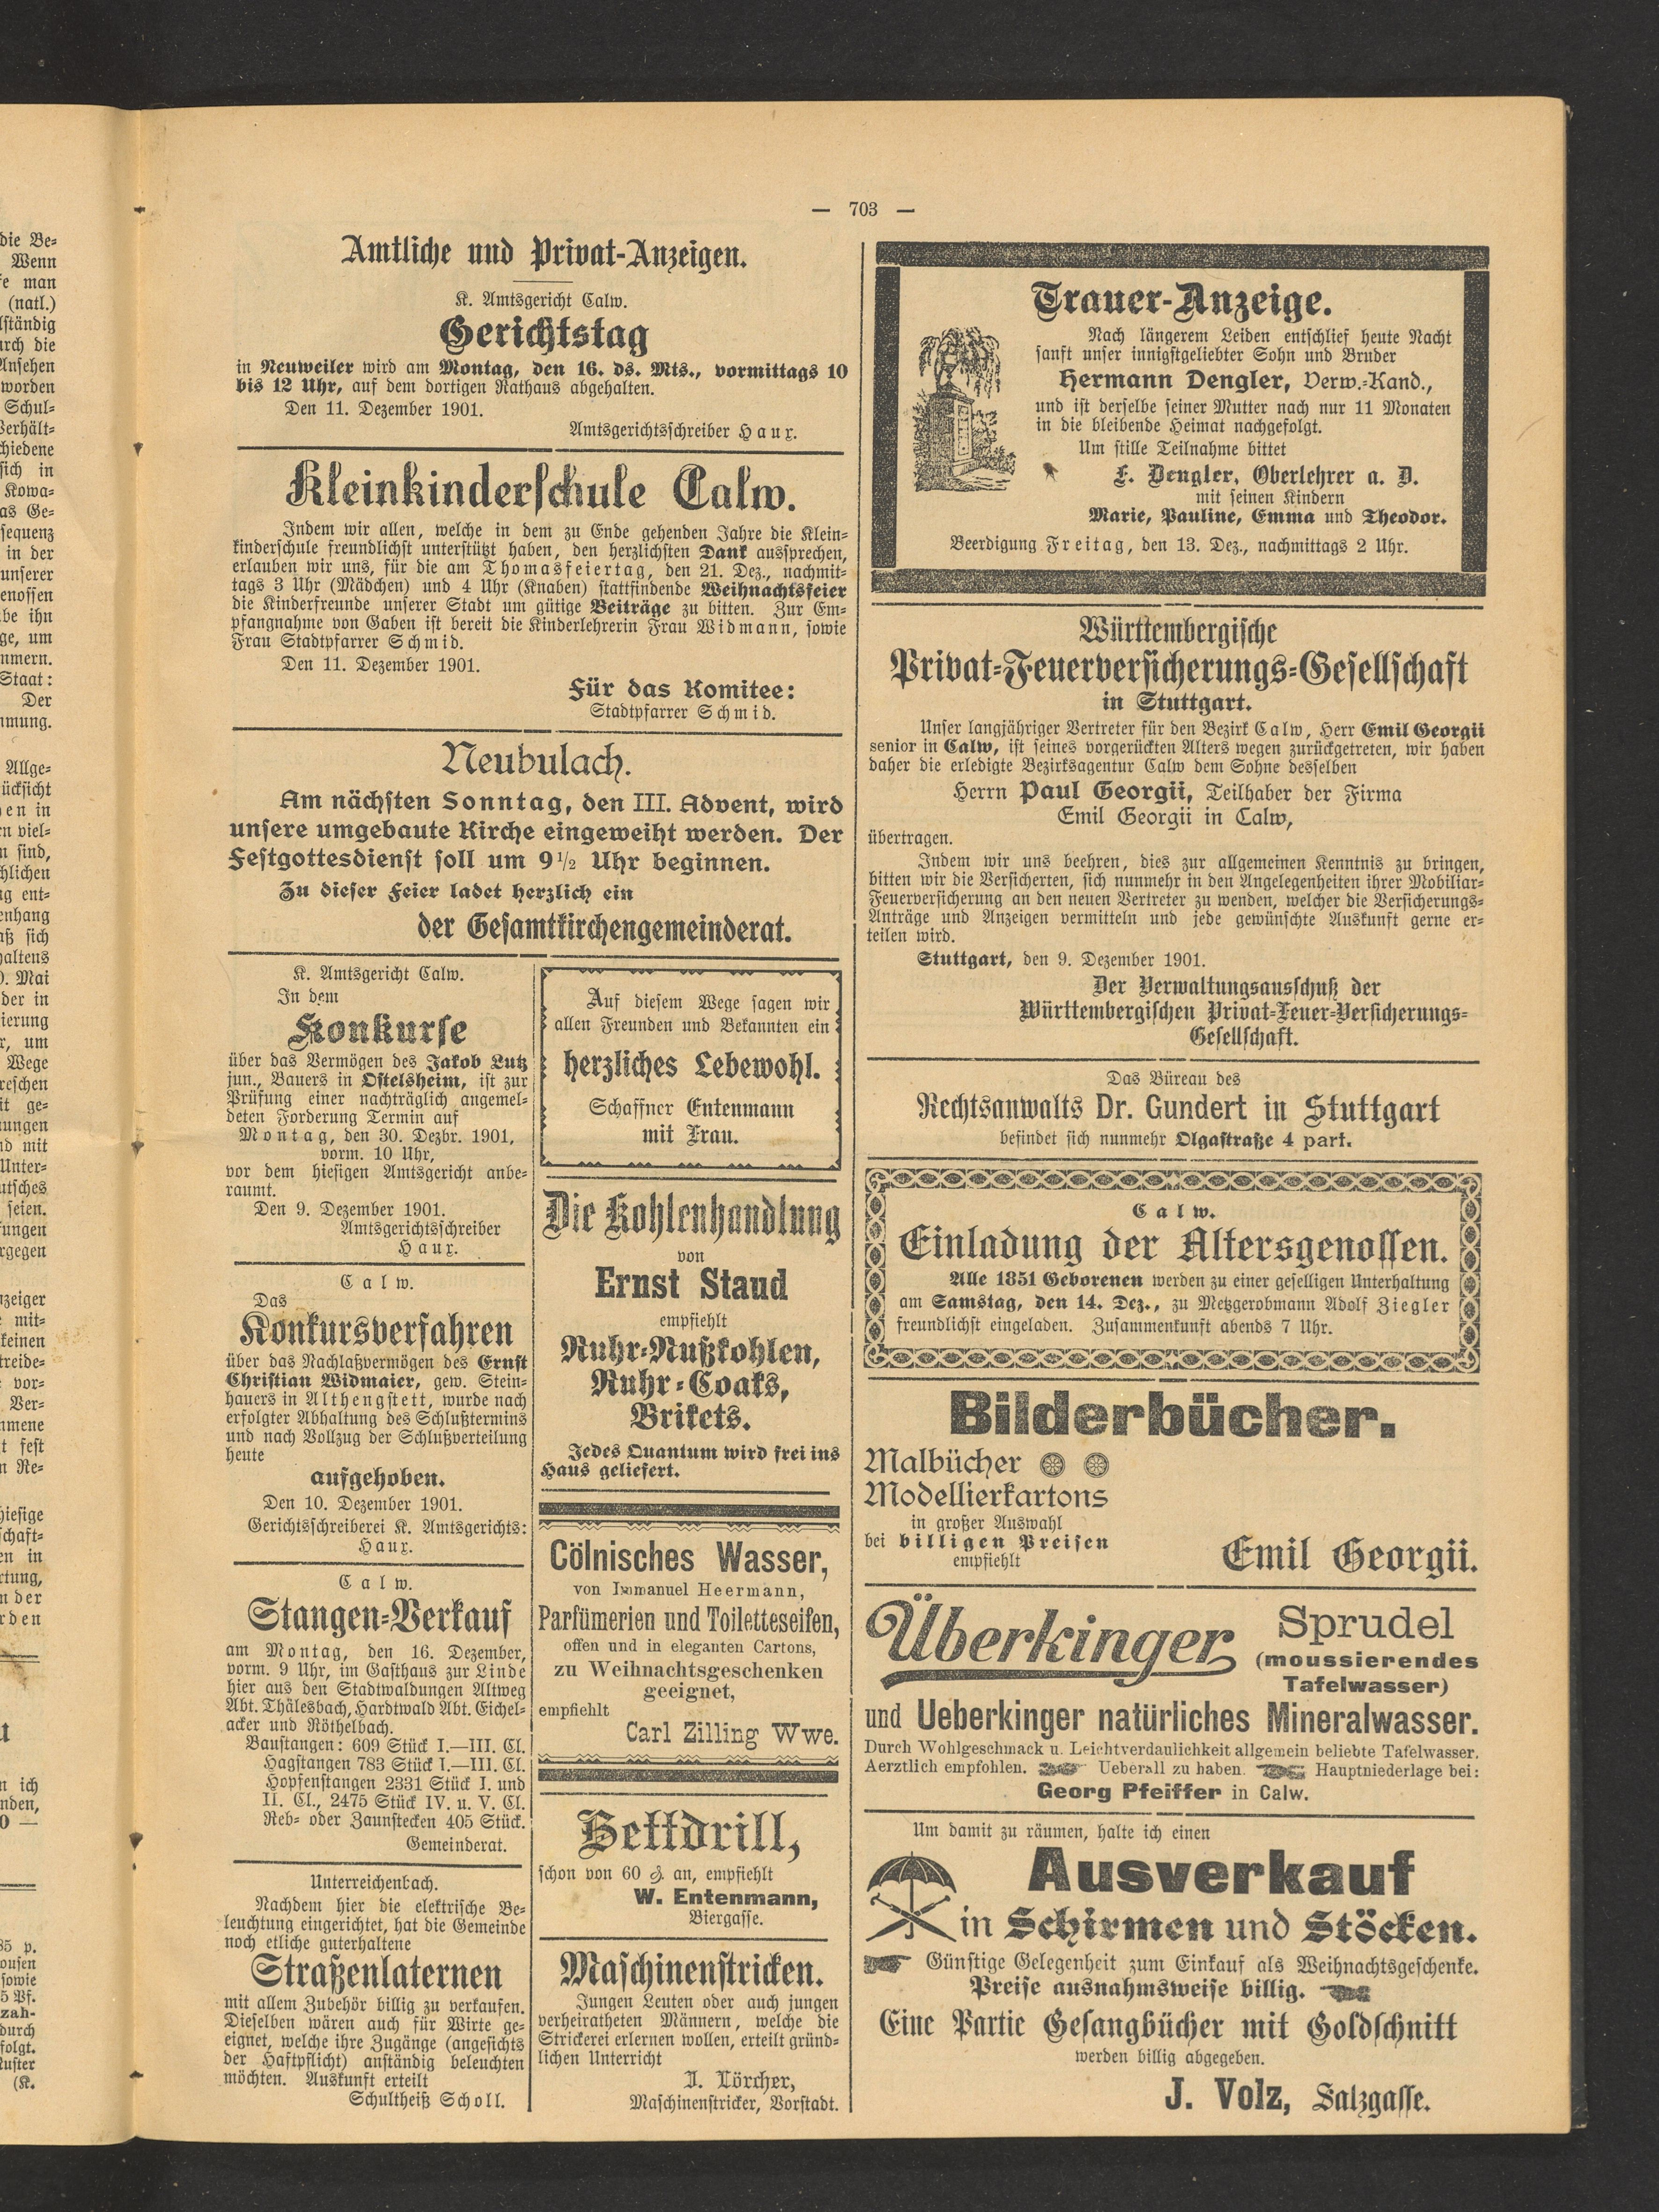 — 703 —
Amtliche und Privat-Anzeigen.
K. Amtsgericht Calw.
Gerichtstag
in Neuweiler wird am Montag, den 16. ds. Mts., vormittags 10
bis 12 Uhr, auf dem dortigen Rathaus abgehalten.
Den 11. Dezember 1901.
Amtsgerichtsschreiber Haux.
Kleinkinderschule Calw.
Indem wir allen, welche in dem zu Ende gehenden Jahre die Klein-
kinderschule freundlichst unterstützt haben, den herzlichsten Dank aussprechen,
erlauben wir uns, für die am Thomasfeiertag, den 21. Dez., nachmit-
tags 3 Uhr (Mädchen) und 4 Uhr (Knaben) stattfindende Weihnachtsfeier
die Kinderfreunde unserer Stadt um gütige Beiträge zu bitten. Zur Em-
pfangnahme von Gaben ist bereit die Kinderlehrerin Frau Widmann, sowie
Frau Stadtpfarrer Schmid.
Den 11. Dezember 1901.
Für das Komitee:
Stadtpfarrer Schmid.
Neubulach.
Am nächsten Sonntag, den III. Advent, wird
unsere umgebaute Kirche eingeweiht werden. Der
Festgottesdienst soll um 9 1/2 Uhr beginnen.
Zu dieser Feier ladet herzlich ein
der Gesamtkirchengemeinderat.
K. Amtsgericht Calw.
In dem
Konkurse
über das Vermögen des Jakob Lutz
jun., Bauers in Ostelsheim, ist zur
Prüfung einer nachträglich angemel-
deten Forderung Termin auf
Montag, den 30. Dezbr. 1901,
vorm. 10 Uhr,
vor dem hiesigen Amtsgericht anbe-
raumt.
Den 9. Dezember 1901.
Amtsgerichtsschreiber
Haux.
Calw.
Das
Konkursverfahren
über das Nachlaßvermögen des Ernst
Christian Widmaier, gew. Stein-
hauers in Althengstett, wurde nach
erfolgter Abhaltung des Schlußtermins
und nach Vollzug der Schlußverteilung
heute
aufgehoben.
Den 10. Dezember 1901.
Gerichtsschreiberei K. Amtsgerichts:
Haux.
Calw.
Stangen-Verkauf
am Montag, den 16. Dezember,
vorm. 9 Uhr, im Gasthaus zur Linde
hier aus den Stadtwaldungen Altweg
Abt. Thälesbach, Hardtwald Abt. Eichel-
acker und Röthelbach.
Baustangen: 609 Stück I.—III. Cl.
Hagstangen 783 Stück I.—III. Cl.
Hopfenstangen 2331 Stück I. und
II. Cl., 2475 Stück IV. u. V. Cl.
Reb- oder Zaunstecken 405 Stück.
Gemeinderat.
Unterreichenbach.
Nachdem hier die elektrische Be-
leuchtung eingerichtet, hat die Gemeinde
noch etliche guterhaltene
Straßenlaternen
mit allem Zubehör billig zu verkaufen.
Dieselben wären auch für Wirte ge-
eignet, welche ihre Zugänge (angesichts
der Haftpflicht) anständig beleuchten
möchten. Auskunft erteilt
Schultheiß Scholl.
Auf diesem Wege sagen wir
allen Freunden und Bekannten ein
herzliches Lebewohl.
Schaffner Entenmann
mit Frau.
Die Kohlenhandlung
von
Ernst Staud
empfiehlt
Ruhr-Nußkohlen,
Ruhr-Coaks,
Brikets.
Jedes Quantum wird frei ins
Haus geliefert.
Cölnisches Wasser,
von Immanuel Heermann,
Parfümerien und Toiletteseifen,
offen und in eleganten Cartons,
zu Weihnachtsgeschenken
geeignet,
empfiehlt
Carl Zilling Wwe.
Bettdrill,
schon von 60 ₰ an, empfiehlt
W. Entenmann,
Biergasse.
Maschinenstricken.
Jungen Leuten oder auch jungen
verheiratheten Männern, welche die
Strickerei erlernen wollen, erteilt gründ-
lichen Unterricht
J. Lörcher,
Maschinenstricker, Vorstadt.
Trauer-Anzeige.
Nach längerem Leiden entschlief heute Nacht
sanft unser innigstgeliebter Sohn und Bruder
Hermann Dengler, Verw.-Kand.,
und ist derselbe seiner Mutter nach nur 11 Monaten
in die bleibende Heimat nachgefolgt.
Um stille Teilnahme bittet
F. Dengler, Oberlehrer a. D.
mit seinen Kindern
Marie, Pauline, Emma und Theodor.
Beerdigung Freitag, den 13. Dez., nachmittags 2 Uhr.
Württembergische
Privat-Feuerversicherungs-Gesellschaft
in Stuttgart.
Unser langjähriger Vertreter für den Bezirk Calw, Herr Emil Georgii
senior in Calw, ist seines vorgerückten Alters wegen zurückgetreten, wir haben
daher die erledigte Bezirksagentur Calw dem Sohne desselben
Herrn Paul Georgii, Teilhaber der Firma
Emil Georgii in Calw,
übertragen.
Indem wir uns beehren, dies zur allgemeinen Kenntnis zu bringen,
bitten wir die Versicherten, sich nunmehr in den Angelegenheiten ihrer Mobiliar-
Feuerversicherung an den neuen Vertreter zu wenden, welcher die Versicherungs-
Anträge und Anzeigen vermitteln und jede gewünschte Auskunft gerne er-
teilen wird.
Stuttgart, den 9. Dezember 1901.
Der Verwaltungsausschuß der
Württembergischen Privat-Feuer-Versicherungs-
Gesellschaft.
Das Büreau des
Rechtsanwalts Dr. Gundert in Stuttgart
befindet sich nunmehr Olgastraße 4 part.
Calw.
Einladung der Altersgenossen.
Alle 1851 Geborenen werden zu einer geselligen Unterhaltung
am Samstag, den 14. Dez., zu Metzgerobmann Adolf Ziegler
freundlichst eingeladen. Zusammenkunft abends 7 Uhr.
Bilderbücher.
Malbücher
Modellierkartons
in großer Auswahl
bei billigen Preisen
empfiehlt
Emil Georgii.
Überkinger Sprudel
(moussierendes
Tafelwasser)
und Ueberkinger natürliches Mineralwasser.
Durch Wohlgeschmack u. Leichtverdaulichkeit allgemein beliebte Tafelwasser.
Aerztlich empfohlen. Ueberall zu haben. Hauptniederlage bei:
Georg Pfeiffer in Calw.
Um damit zu räumen, halte ich einen
Ausverkauf
in Schirmen und Stöcken.
Günstige Gelegenheit zum Einkauf als Weihnachtsgeschenke.
Preise ausnahmsweise billig.
Eine Partie Gesangbücher mit Goldschnitt
werden billig abgegeben.
J. Volz, Salzgasse.